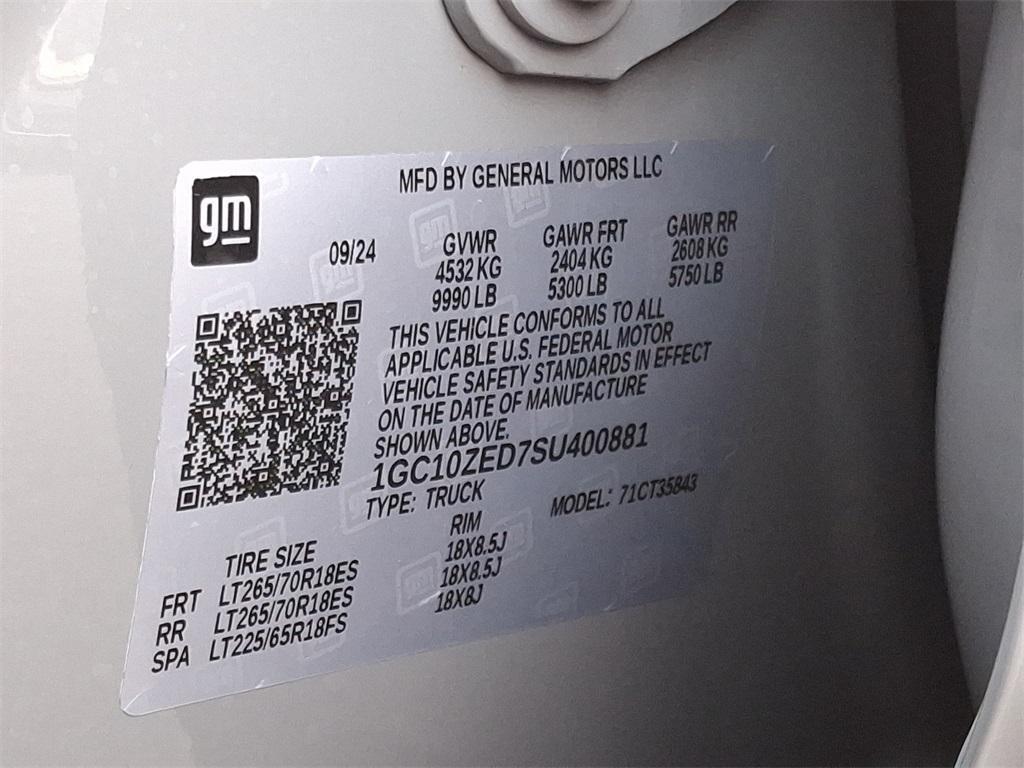 gm
MFD BY GENERAL MOTORS LLC
09/24 GVWR GAWR FRT GAWR RR
4532 KG 2404 KG 2608 KG
9990 LB 5300 LB 5750 LB
THIS VEHICLE CONFORMS TO ALL
APPLICABLE U.S. FEDERAL MOTOR
VEHICLE SAFETY STANDARDS IN EFFECT
ON THE DATE OF MANUFACTURE
SHOWN ABOVE.
1GC10ZED7SU400881
TYPE: TRUCK MODEL: 71CT35843
TIRE SIZE RIM
FRT LT265/70R18ES 18X8.5J
RR LT265/70R18ES 18X8.5J
SPA LT225/65R18FS 18X8J